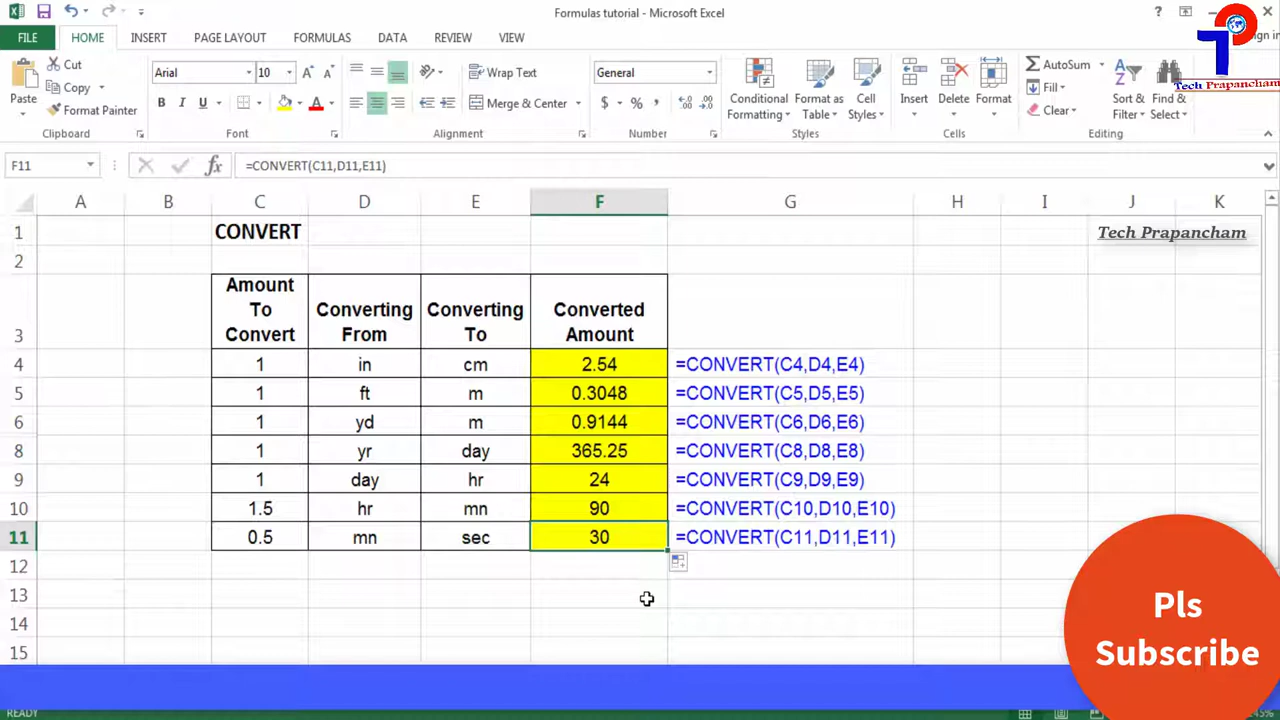 Formulas tutorial - Microsoft Excel
FILE HOME INSERT PAGE LAYOUT FORMULAS DATA REVIEW VIEW
Tech Prapancham
Paste
Cut
Copy
Format Painter
Clipboard
Arial 10
B I U
Font
Wrap Text
Merge & Center
Alignment
General
$ % ,
Number
Conditional Formatting
Format as Table
Cell Styles
Styles
Insert Delete Format
Cells
AutoSum
Fill
Clear
Sort & Filter
Find & Select
Editing
F11 =CONVERT(C11,D11,E11)
A B C D E F G H I J K
1 CONVERT Tech Prapancham
2
3 Amount To Convert Converting From Converting To Converted Amount
4 1 in cm 2.54 =CONVERT(C4,D4,E4)
5 1 ft m 0.3048 =CONVERT(C5,D5,E5)
6 1 yd m 0.9144 =CONVERT(C6,D6,E6)
8 1 yr day 365.25 =CONVERT(C8,D8,E8)
9 1 day hr 24 =CONVERT(C9,D9,E9)
10 1.5 hr mn 90 =CONVERT(C10,D10,E10)
11 0.5 mn sec 30 =CONVERT(C11,D11,E11)
12
13
14
15
Pls
Subscribe
READY